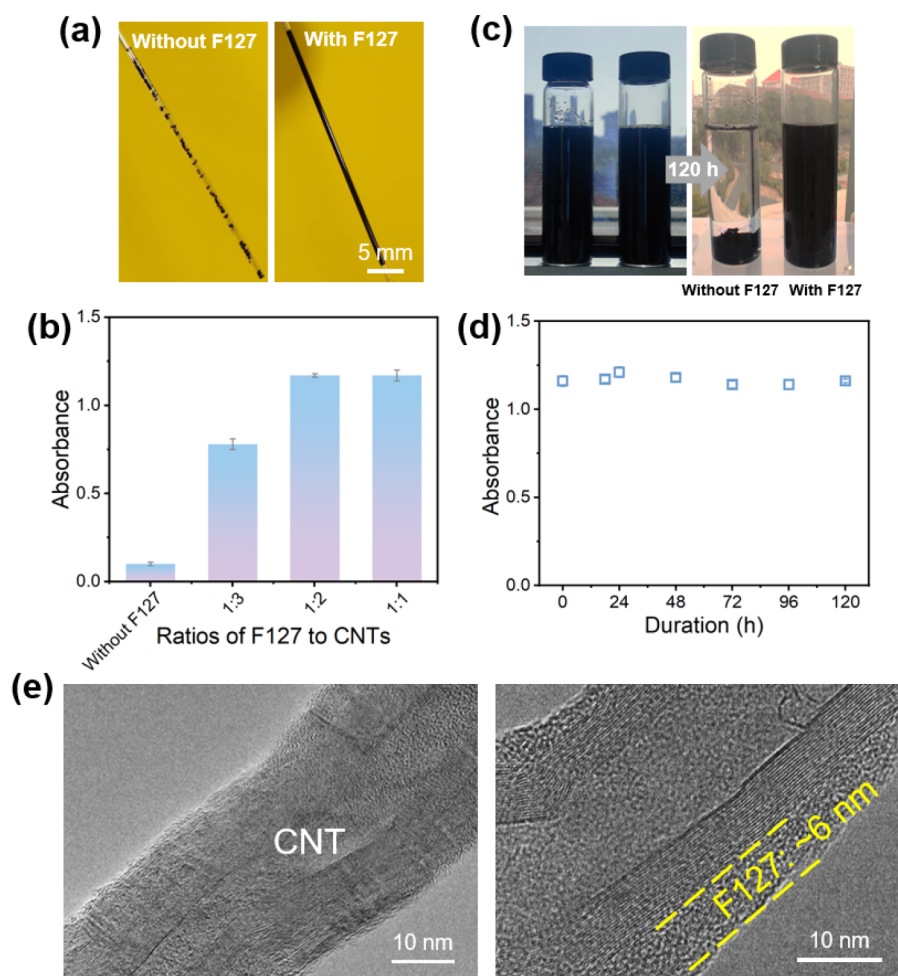 (a)
Without F127
With F127
5 mm
(c)
120 h
Without F127
With F127
(b)
Absorbance
1.5
1.0
0.5
0.0
Without F127
1:3
1:2
1:1
Ratios of F127 to CNTs
(d)
Absorbance
1.5
1.0
0.5
0.0
0
24
48
72
96
120
Duration (h)
(e)
CNT
10 nm
F127: ~6 nm
10 nm